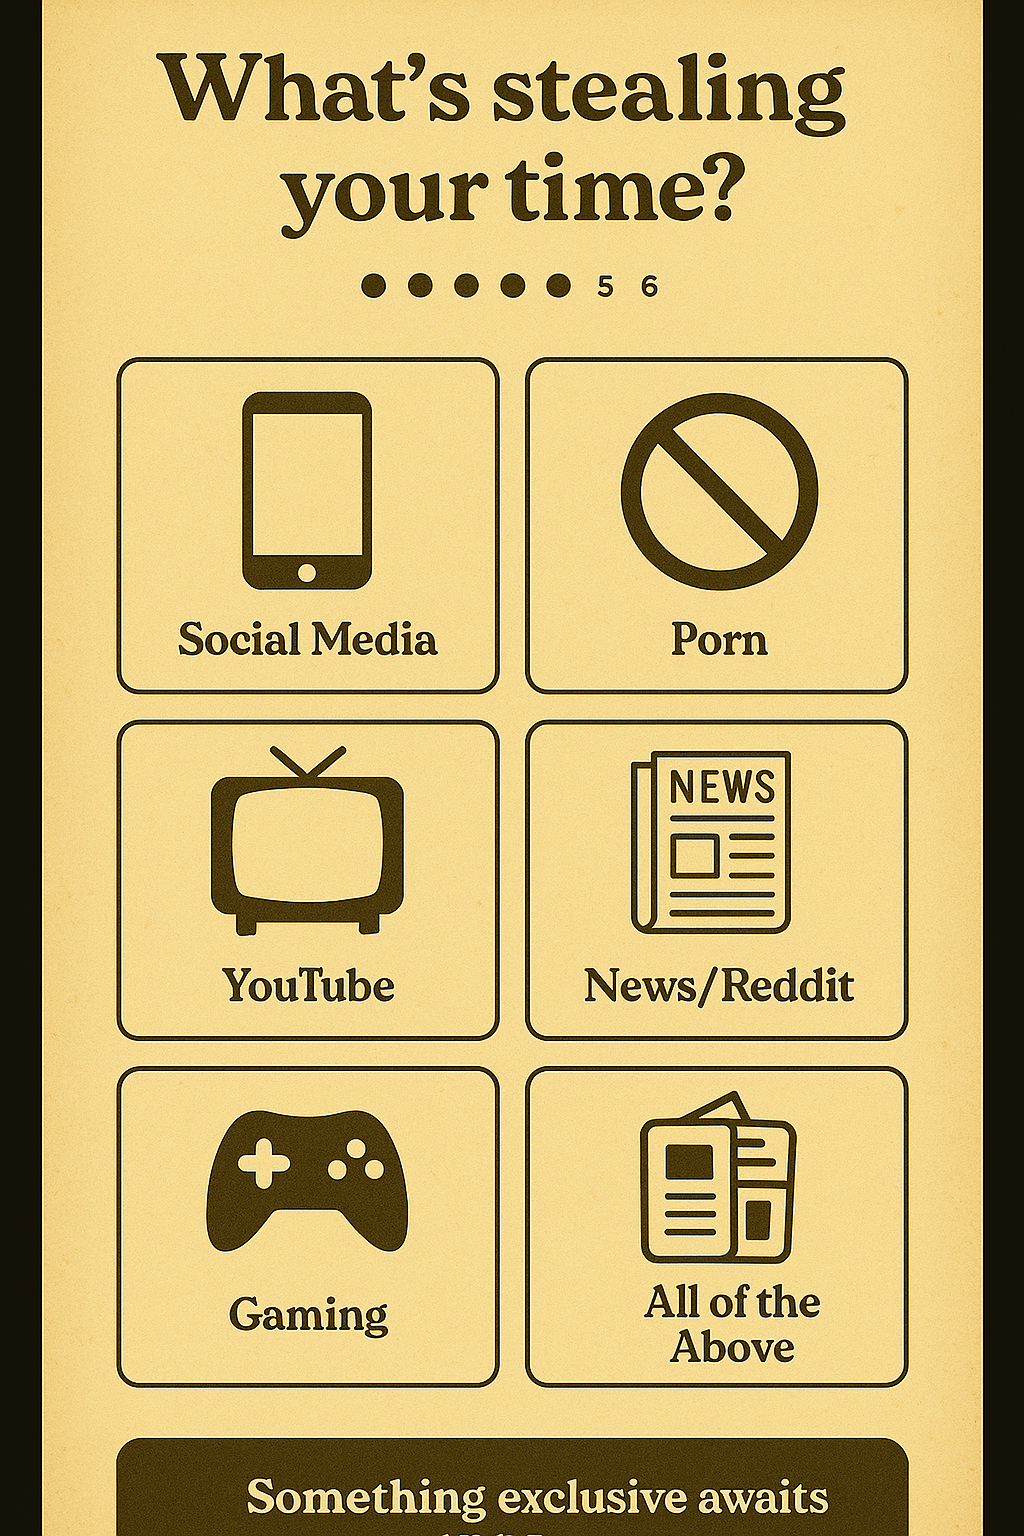 What's stealing
your time?
5 6
Social Media
Porn
NEWS
YouTube
News/Reddit
Gaming
All of the
Above
Something exclusive awaits